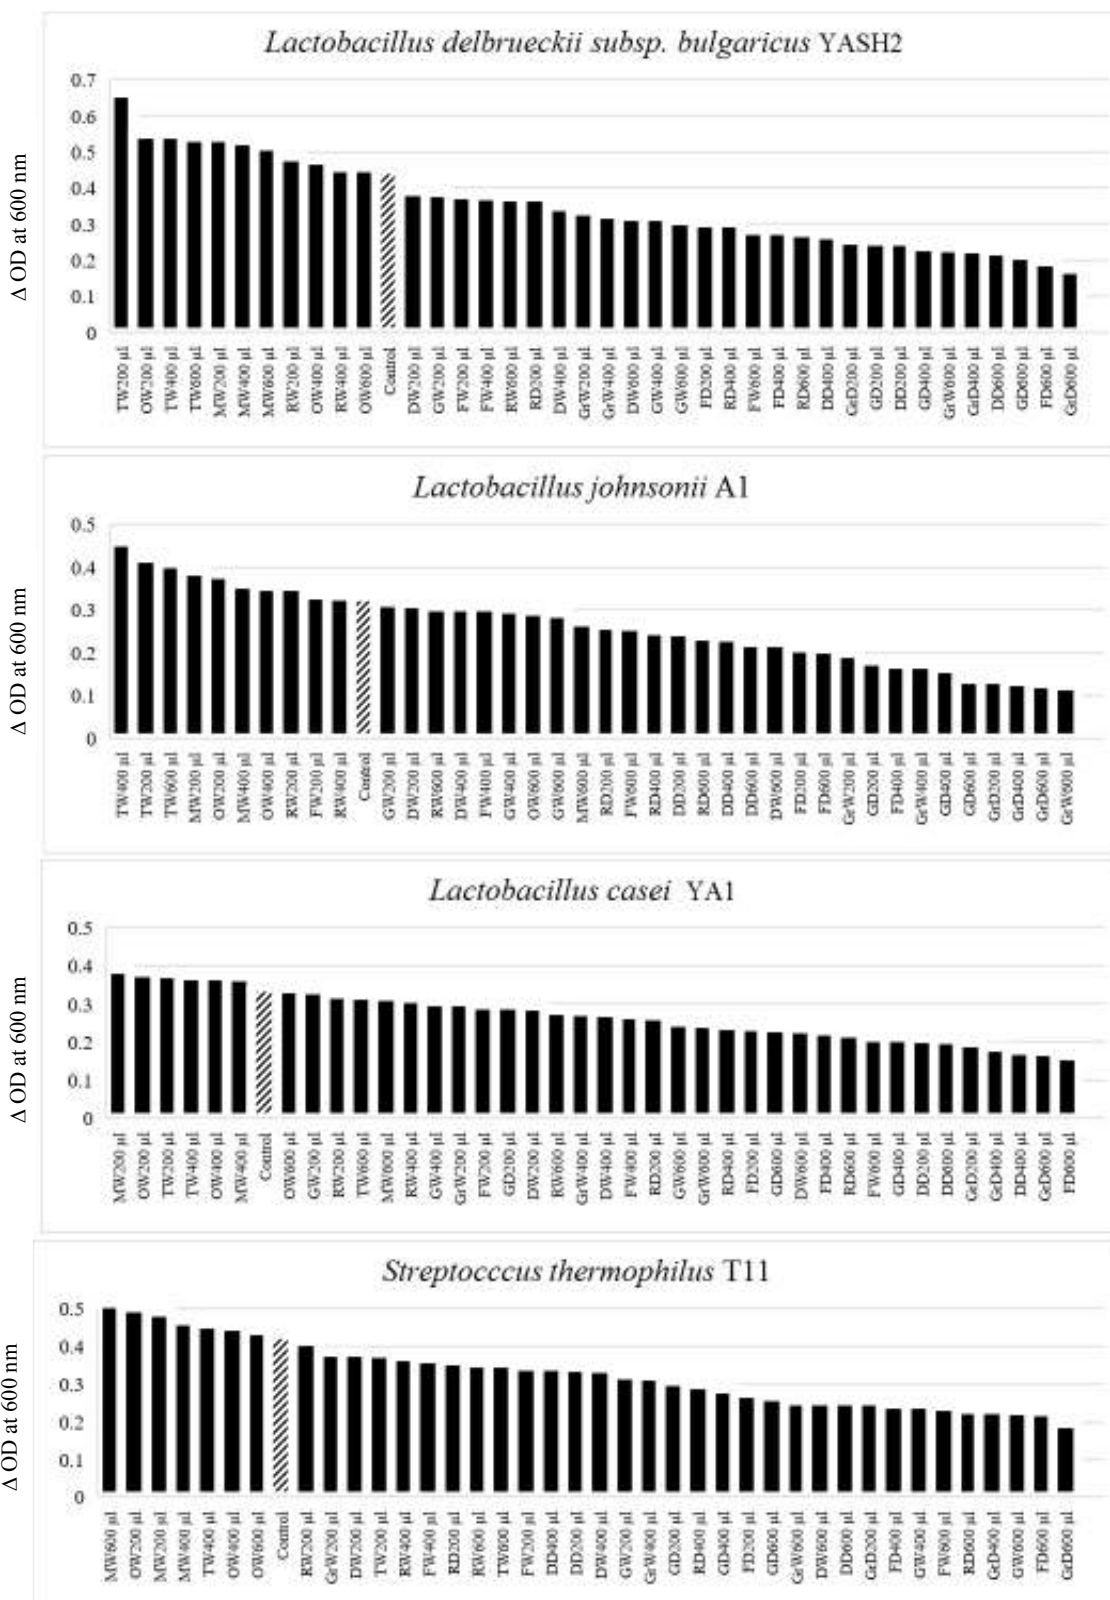 Lactobacillus delbrueckii subsp. bulgaricus YASH2
Δ OD at 600 nm
0.7
0.6
0.5
0.4
0.3
0.2
0.1
0
TW200 µl
OW200 µl
TW400 µl
TW600 µl
MW200 µl
MW400 µl
MW600 µl
RW200 µl
OW400 µl
RW400 µl
OW600 µl
Control
DW200 µl
GW200 µl
FW200 µl
FW400 µl
RW600 µl
RD200 µl
DW400 µl
GrW200 µl
GrW400 µl
DW600 µl
GW400 µl
GW600 µl
FD200 µl
RD400 µl
FW600 µl
FD400 µl
RD600 µl
DD400 µl
GrD200 µl
GD200 µl
DD200 µl
GD400 µl
GrW600 µl
GrD400 µl
DD600 µl
GD600 µl
FD600 µl
GrD600 µl
Lactobacillus johnsonii A1
Δ OD at 600 nm
0.5
0.4
0.3
0.2
0.1
0
TW400 µl
TW200 µl
TW600 µl
MW200 µl
OW200 µl
MW400 µl
OW400 µl
RW200 µl
FW200 µl
RW400 µl
Control
GW200 µl
DW200 µl
RW600 µl
DW400 µl
FW400 µl
GW400 µl
OW600 µl
GW600 µl
MW600 µl
RD200 µl
FW600 µl
RD400 µl
DD200 µl
RD600 µl
DD400 µl
DD600 µl
DW600 µl
FD200 µl
FD600 µl
GrW200 µl
GD200 µl
FD400 µl
GrW400 µl
GD400 µl
GD600 µl
GrD200 µl
GrD400 µl
GrD600 µl
GrW600 µl
Lactobacillus casei YA1
Δ OD at 600 nm
0.5
0.4
0.3
0.2
0.1
0
MW200 µl
OW200 µl
TW200 µl
TW400 µl
OW400 µl
MW400 µl
Control
OW600 µl
GW200 µl
RW200 µl
TW600 µl
MW600 µl
RW400 µl
GW400 µl
GrW200 µl
FW200 µl
GD200 µl
DW200 µl
RW600 µl
GrW400 µl
DW400 µl
FW400 µl
RD200 µl
GW600 µl
GrW600 µl
RD400 µl
FD200 µl
GD600 µl
DW600 µl
FD400 µl
RD600 µl
FW600 µl
GD400 µl
DD200 µl
DD600 µl
GrD200 µl
GrD400 µl
DD400 µl
GrD600 µl
FD600 µl
Streptocccus thermophilus T11
Δ OD at 600 nm
0.5
0.4
0.3
0.2
0.1
0
MW600 µl
OW200 µl
MW200 µl
MW400 µl
TW400 µl
OW400 µl
OW600 µl
Control
RW200 µl
GrW200 µl
DW200 µl
TW200 µl
RW400 µl
FW400 µl
RD200 µl
RW600 µl
TW600 µl
FW200 µl
DD400 µl
DD200 µl
DW400 µl
GW200 µl
GrW400 µl
GD200 µl
RD400 µl
GD400 µl
FD200 µl
GD600 µl
GrW600 µl
DW600 µl
DD600 µl
GrD200 µl
FD400 µl
GW400 µl
FW600 µl
RD600 µl
GrD400 µl
GW600 µl
FD600 µl
GrD600 µl